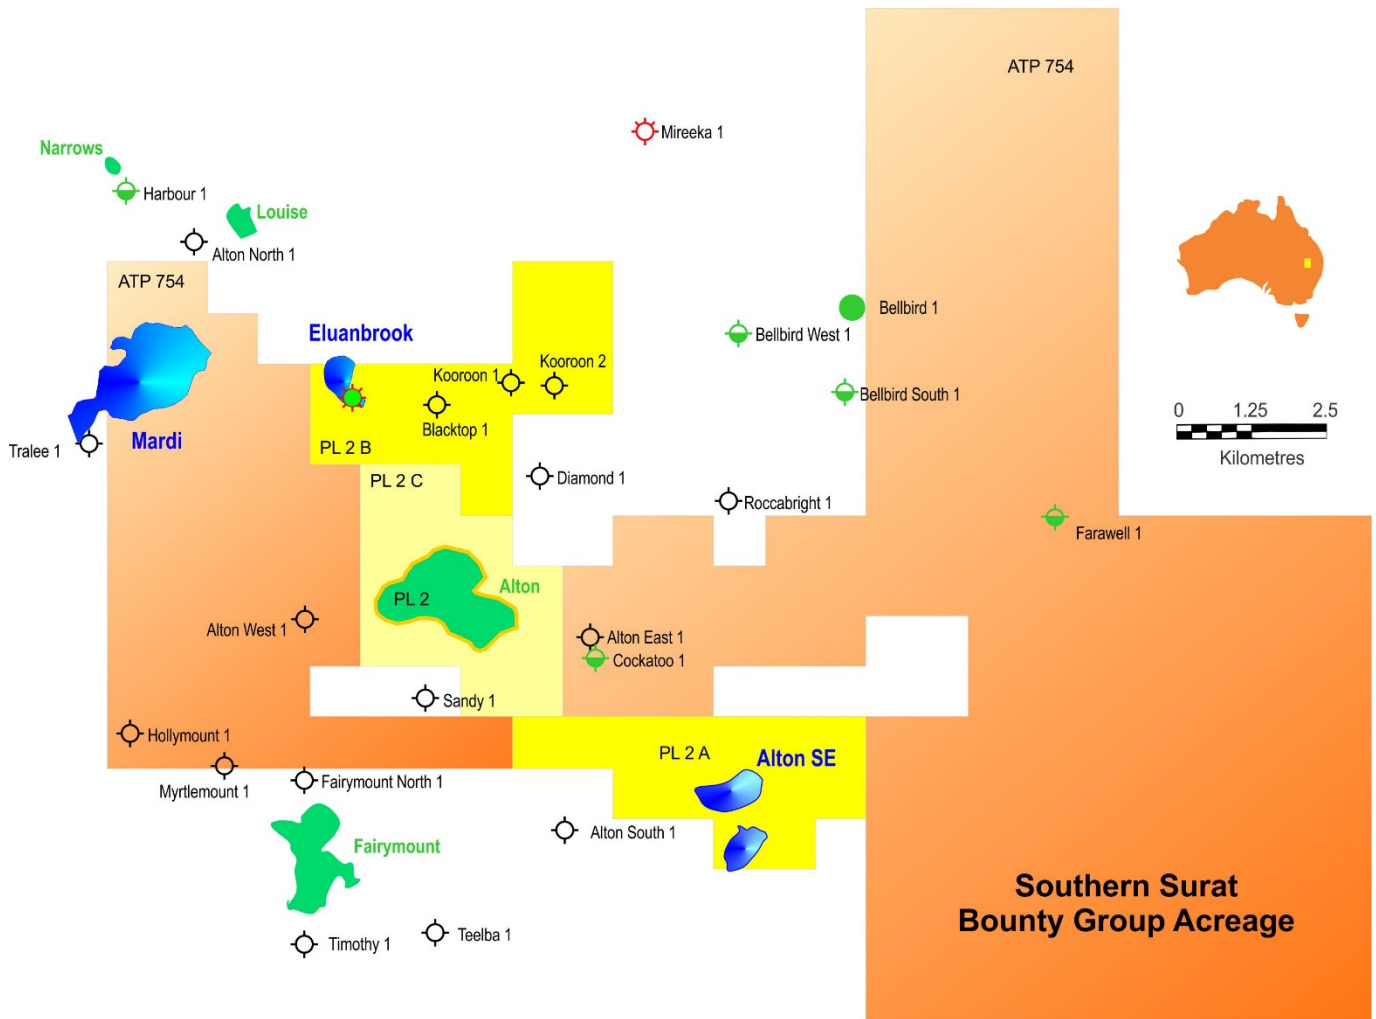 ATP 754
Mireeka 1
Narrows
Harbour 1
Louise
Alton North 1
ATP 754
Bellbird 1
Eluanbrook
Bellbird West 1
Kooroon 2
Kooroon 1
Bellbird South 1
0 1.25 2.5
Kilometres
Blacktop 1
Mardi
Tralee 1
PL 2 B
PL 2 C
Diamond 1
Roccabright 1
Farawell 1
Alton
PL 2
Alton West 1
Alton East 1
Cockatoo 1
Sandy 1
Hollymount 1
PL 2 A
Alton SE
Fairymount North 1
Myrtlemount 1
Alton South 1
Fairymount
Southern Surat
Bounty Group Acreage
Teelba 1
Timothy 1